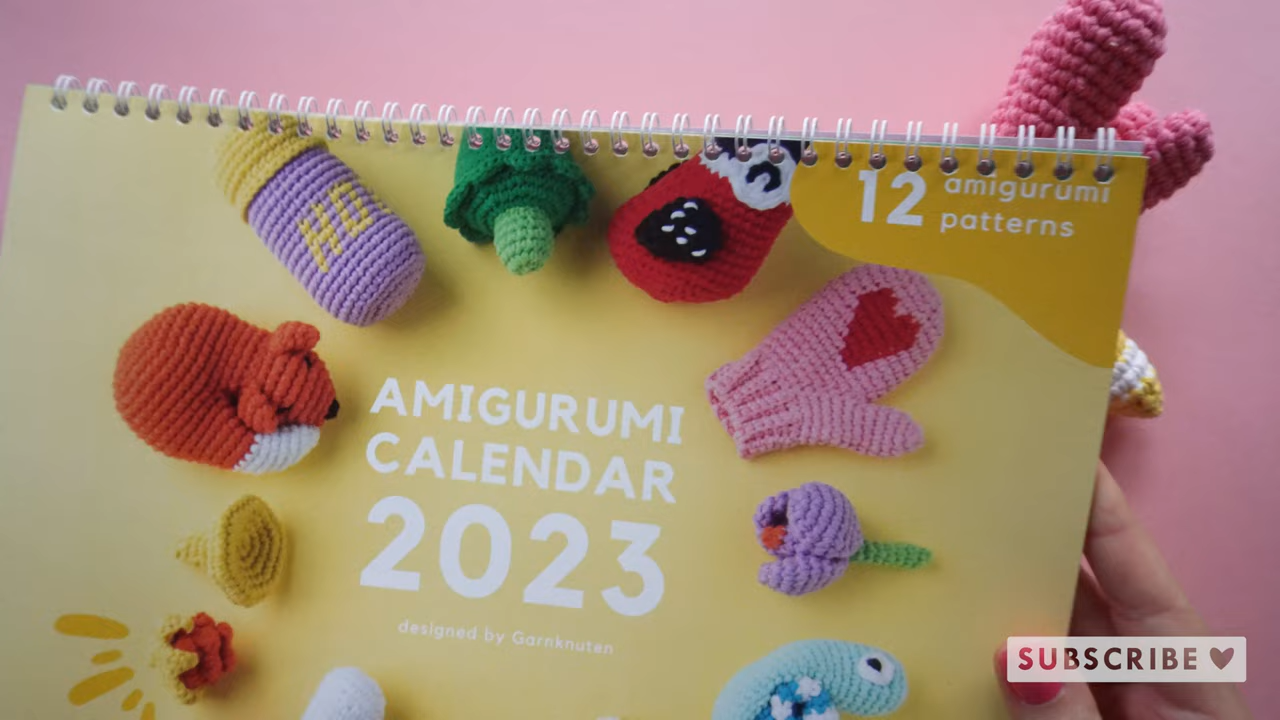 12 amigurumi
patterns
AMIGURUMI
CALENDAR
2023
designed by Garnknuten
SUBSCRIBE